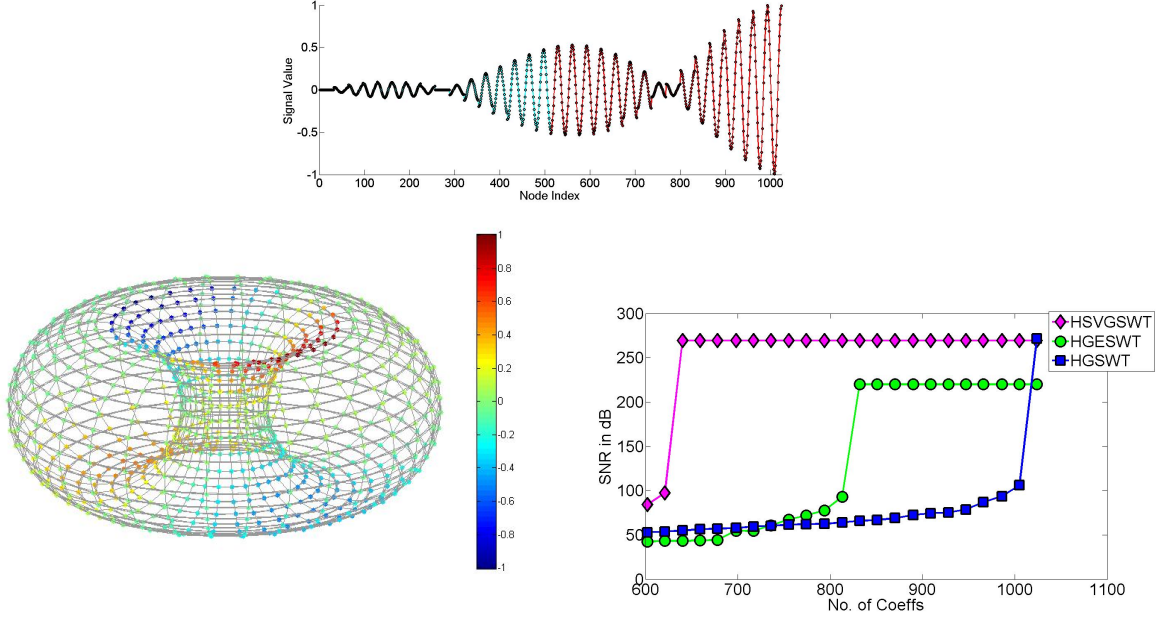 1
0.5
0
-0.5
-1
Signal Value
0 100 200 300 400 500 600 700 800 900 1000
Node Index
1
0.8
0.6
0.4
0.2
0
-0.2
-0.4
-0.6
-0.8
-1
300
250
200
150
100
50
0
SNR in dB
600 700 800 900 1000 1100
No. of Coeffs
HSVGSWT
HGESWT
HGSWT